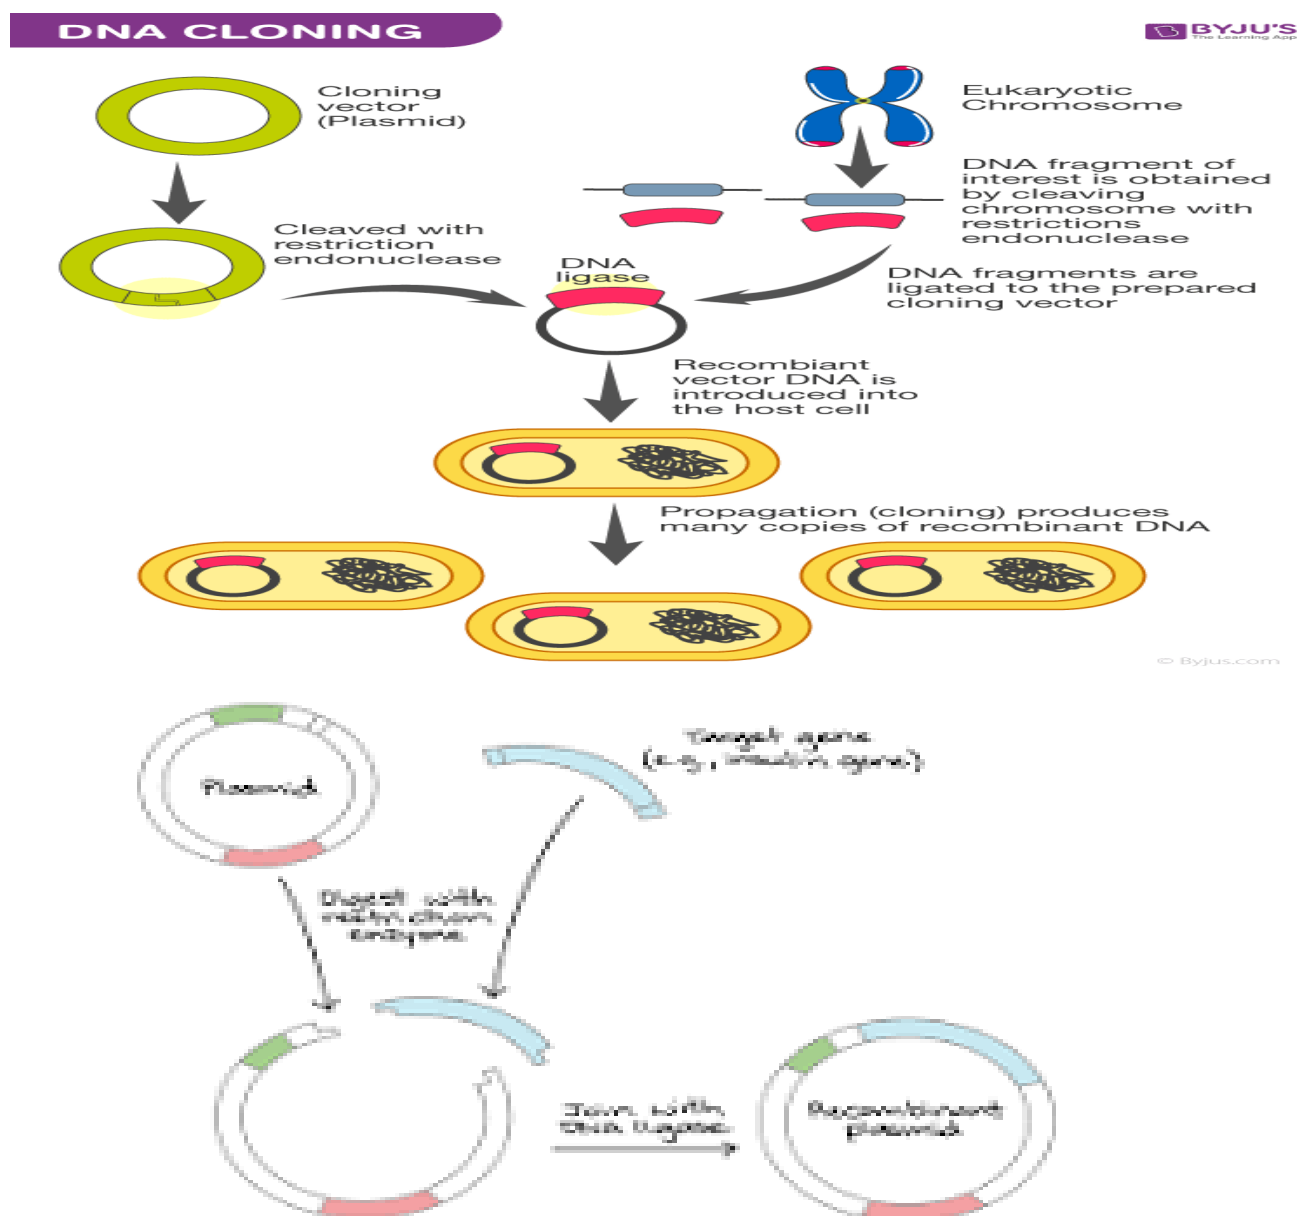 DNA CLONING
BYJU'S
The Learning App
Cloning
vector
(Plasmid)
Eukaryotic
Chromosome
DNA fragment of
interest is obtained
by cleaving
chromosome with
restrictions
endonuclease
Cleaved with
restriction
endonuclease
DNA
ligase
DNA fragments are
ligated to the prepared
cloning vector
Recombiant
vector DNA is
introduced into
the host cell
Propagation (cloning) produces
many copies of recombinant DNA
© Byjus.com
Plasmid
Target gene
(e.g., insulin gene)
Digest with
restriction
enzyme
Join with
DNA ligase
Recombinant
plasmid